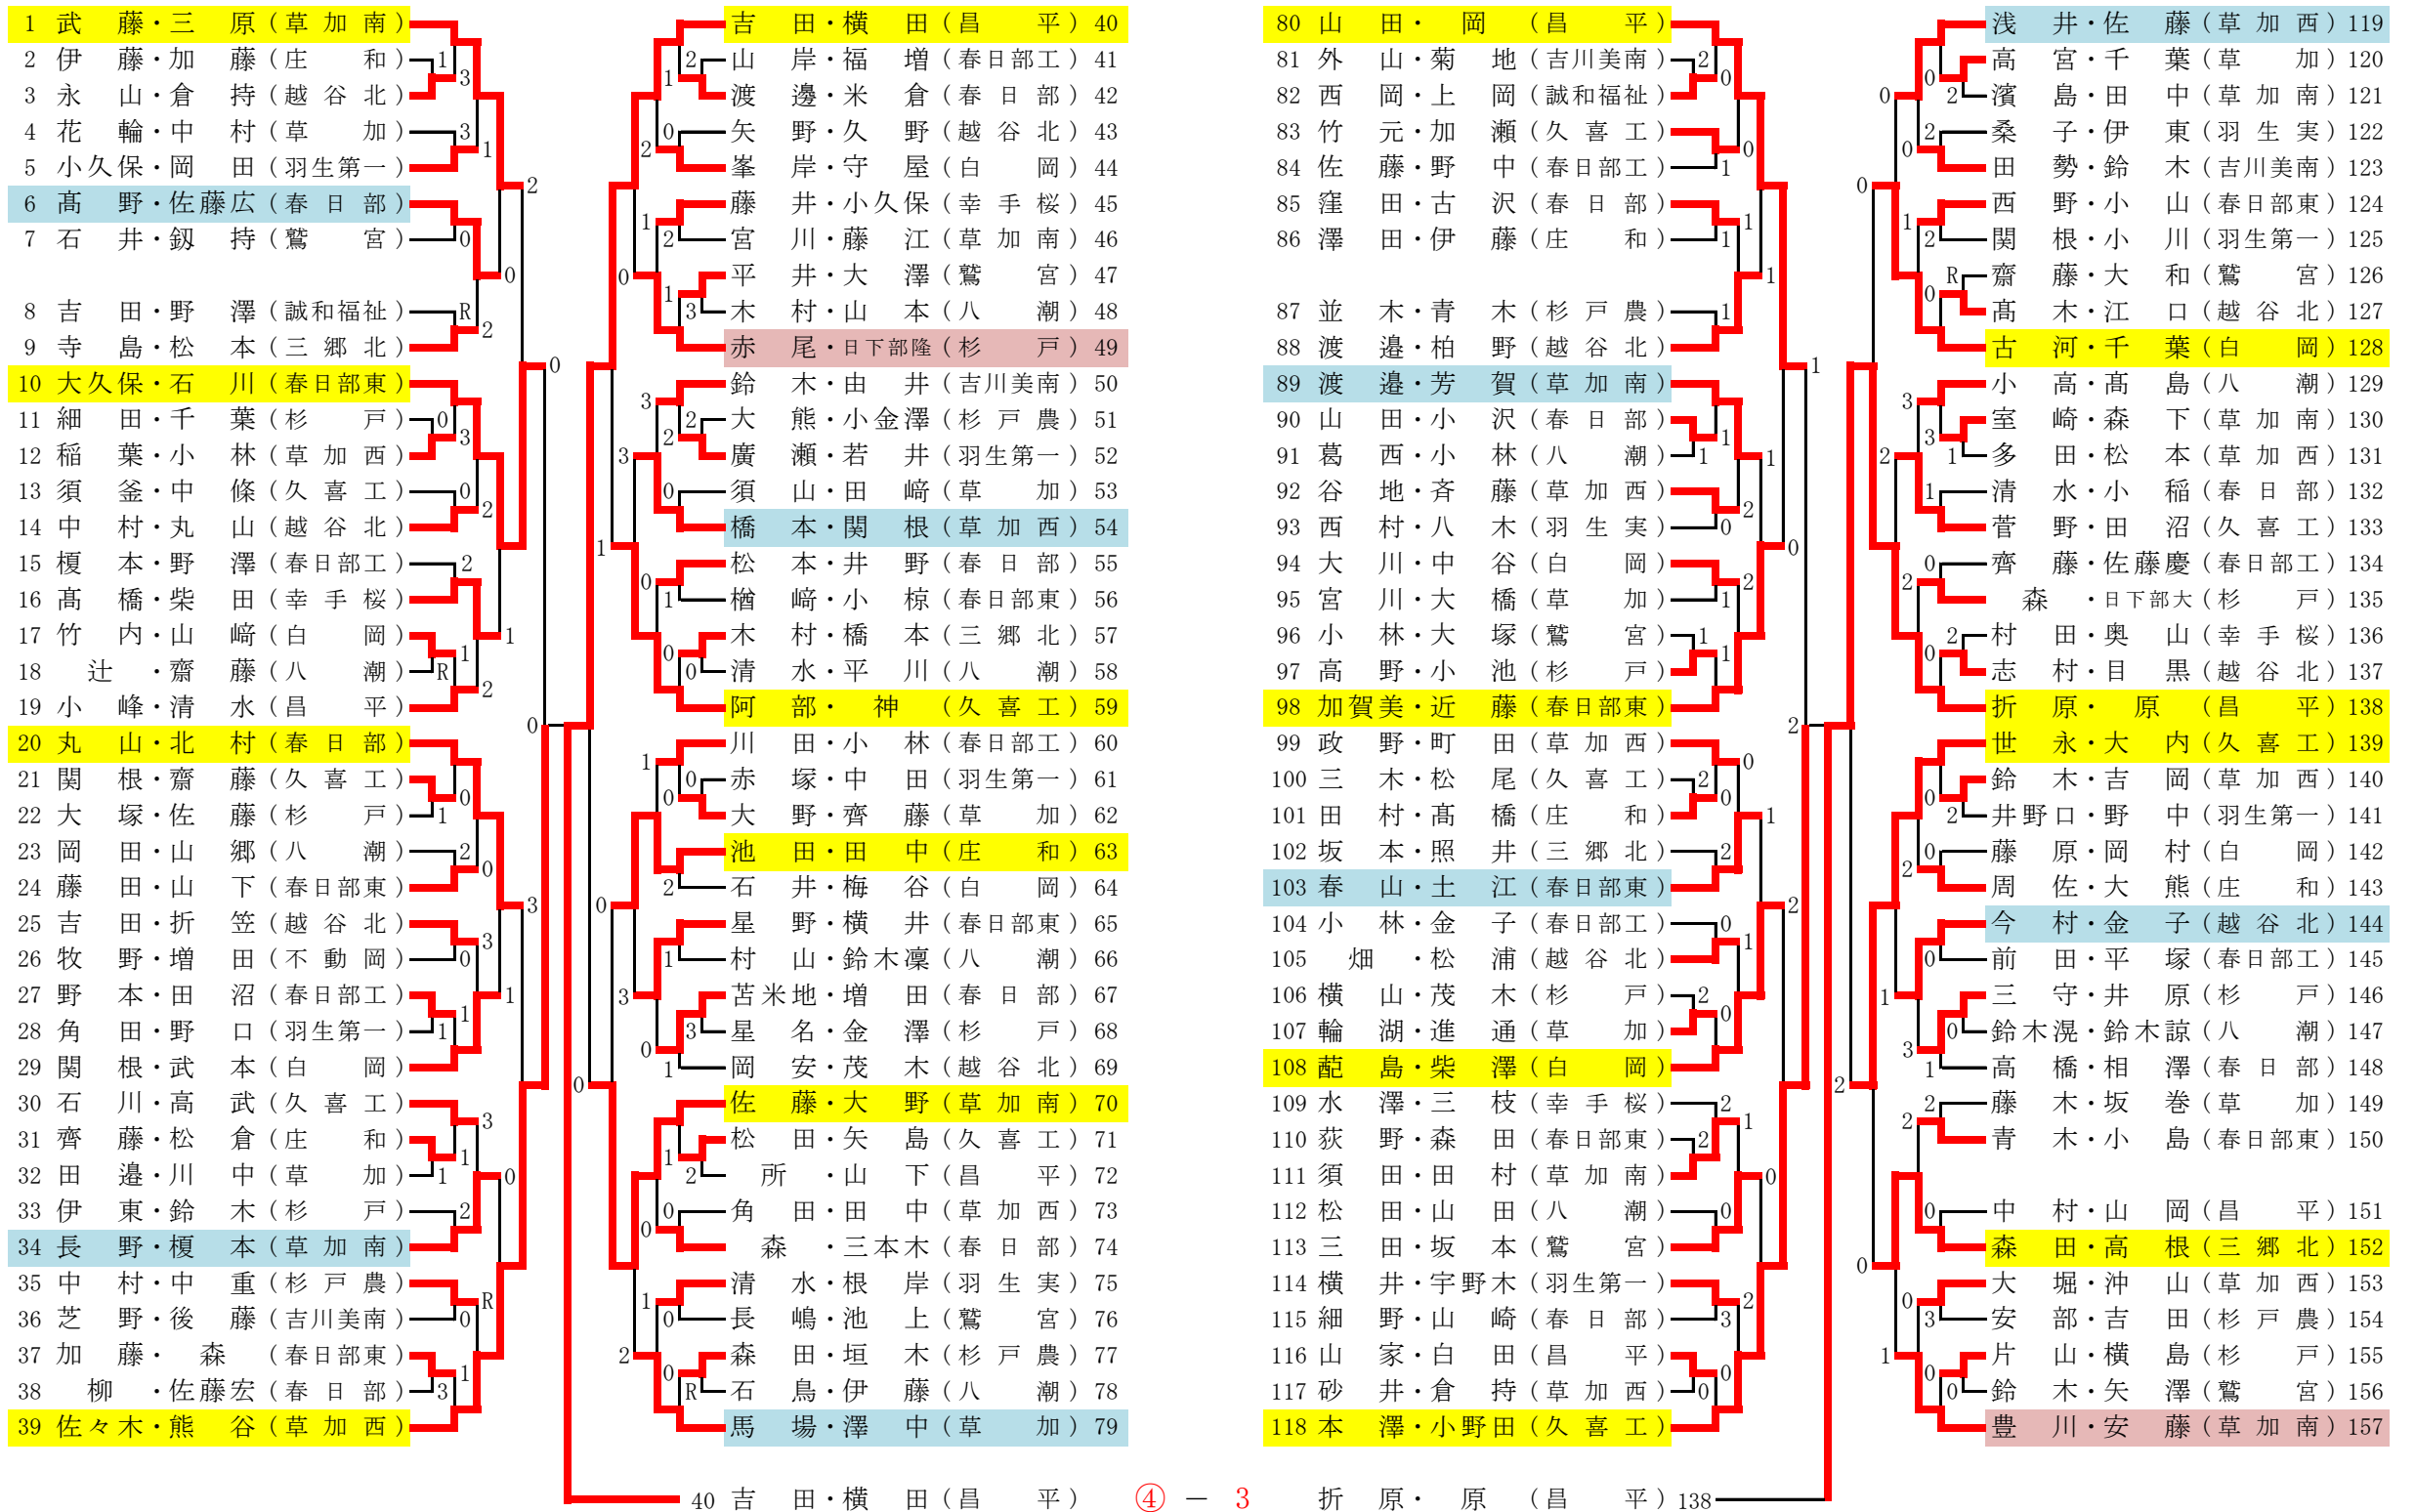 1 武藤・三原（草加南）
2 伊藤・加藤（庄和）
3 永山・倉持（越谷北）
4 花輪・中村（草加）
5 小久保・岡田（羽生第一）
6 髙野・佐藤広（春日部）
7 石井・釼持（鷲宮）
8 吉田・野澤（誠和福祉）
9 寺島・松本（三郷北）
10 大久保・石川（春日部東）
11 細田・千葉（杉戸）
12 稲葉・小林（草加西）
13 須釜・中條（久喜工）
14 中村・丸山（越谷北）
15 榎本・野澤（春日部工）
16 髙橋・柴田（幸手桜）
17 竹内・山﨑（白岡）
18 辻・齋藤（八潮）
19 小峰・清水（昌平）
20 丸山・北村（春日部）
21 関根・齋藤（久喜工）
22 大塚・佐藤（杉戸）
23 岡田・山郷（八潮）
24 藤田・山下（春日部東）
25 吉田・折笠（越谷北）
26 牧野・増田（不動岡）
27 野本・田沼（春日部工）
28 角田・野口（羽生第一）
29 関根・武本（白岡）
30 石川・高武（久喜工）
31 齊藤・松倉（庄和）
32 田邉・川中（草加）
33 伊東・鈴木（杉戸）
34 長野・榎本（草加南）
35 中村・中重（杉戸農）
36 芝野・後藤（吉川美南）
37 加藤・森（春日部東）
38 柳・佐藤宏（春日部）
39 佐々木・熊谷（草加西）
吉田・横田（昌平）40
山岸・福増（春日部工）41
渡邊・米倉（春日部）42
矢野・久野（越谷北）43
峯岸・守屋（白岡）44
藤井・小久保（幸手桜）45
宮川・藤江（草加南）46
平井・大澤（鷲宮）47
木村・山本（八潮）48
赤尾・日下部隆（杉戸）49
鈴木・由井（吉川美南）50
大熊・小金澤（杉戸農）51
廣瀬・若井（羽生第一）52
須山・田﨑（草加）53
橋本・関根（草加西）54
松本・井野（春日部）55
楢﨑・小椋（春日部東）56
木村・橋本（三郷北）57
清水・平川（八潮）58
阿部・神（久喜工）59
川田・小林（春日部工）60
赤塚・中田（羽生第一）61
大野・齊藤（草加）62
池田・田中（庄和）63
石井・梅谷（白岡）64
星野・横井（春日部東）65
村山・鈴木凜（八潮）66
苫米地・増田（春日部）67
星名・金澤（杉戸）68
岡安・茂木（越谷北）69
佐藤・大野（草加南）70
松田・矢島（久喜工）71
所・山下（昌平）72
角田・田中（草加西）73
森・三本木（春日部）74
清水・根岸（羽生実）75
長嶋・池上（鷲宮）76
森田・垣木（杉戸農）77
石鳥・伊藤（八潮）78
馬場・澤中（草加）79
80 山田・岡（昌平）
81 外山・菊地（吉川美南）
82 西岡・上岡（誠和福祉）
83 竹元・加瀬（久喜工）
84 佐藤・野中（春日部工）
85 窪田・古沢（春日部）
86 澤田・伊藤（庄和）
87 並木・青木（杉戸農）
88 渡邉・柏野（越谷北）
89 渡邉・芳賀（草加南）
90 山田・小沢（春日部）
91 葛西・小林（八潮）
92 谷地・斉藤（草加西）
93 西村・八木（羽生実）
94 大川・中谷（白岡）
95 宮川・大橋（草加）
96 小林・大塚（鷲宮）
97 高野・小池（杉戸）
98 加賀美・近藤（春日部東）
99 政野・町田（草加西）
100 三木・松尾（久喜工）
101 田村・髙橋（庄和）
102 坂本・照井（三郷北）
103 春山・土江（春日部東）
104 小林・金子（春日部工）
105 畑・松浦（越谷北）
106 横山・茂木（杉戸）
107 輪湖・進通（草加）
108 蓜島・柴澤（白岡）
109 水澤・三枝（幸手桜）
110 荻野・森田（春日部東）
111 須田・田村（草加南）
112 松田・山田（八潮）
113 三田・坂本（鷲宮）
114 横井・宇野木（羽生第一）
115 細野・山崎（春日部）
116 山家・白田（昌平）
117 砂井・倉持（草加西）
118 本澤・小野田（久喜工）
浅井・佐藤（草加西）119
高宮・千葉（草加）120
濱島・田中（草加南）121
桑子・伊東（羽生実）122
田勢・鈴木（吉川美南）123
西野・小山（春日部東）124
関根・小川（羽生第一）125
齋藤・大和（鷲宮）126
髙木・江口（越谷北）127
古河・千葉（白岡）128
小高・髙島（八潮）129
室崎・森下（草加南）130
多田・松本（草加西）131
清水・小稲（春日部）132
菅野・田沼（久喜工）133
齊藤・佐藤慶（春日部工）134
森・日下部大（杉戸）135
村田・奥山（幸手桜）136
志村・目黒（越谷北）137
折原・原（昌平）138
世永・大内（久喜工）139
鈴木・吉岡（草加西）140
井野口・野中（羽生第一）141
藤原・岡村（白岡）142
周佐・大熊（庄和）143
今村・金子（越谷北）144
前田・平塚（春日部工）145
三守・井原（杉戸）146
鈴木滉・鈴木諒（八潮）147
高橋・相澤（春日部）148
藤木・坂巻（草加）149
青木・小島（春日部東）150
中村・山岡（昌平）151
森田・高根（三郷北）152
大堀・沖山（草加西）153
安部・吉田（杉戸農）154
片山・横島（杉戸）155
鈴木・矢澤（鷲宮）156
豊川・安藤（草加南）157
40 吉田・横田（昌平） ④ － 3 折原・原（昌平）138